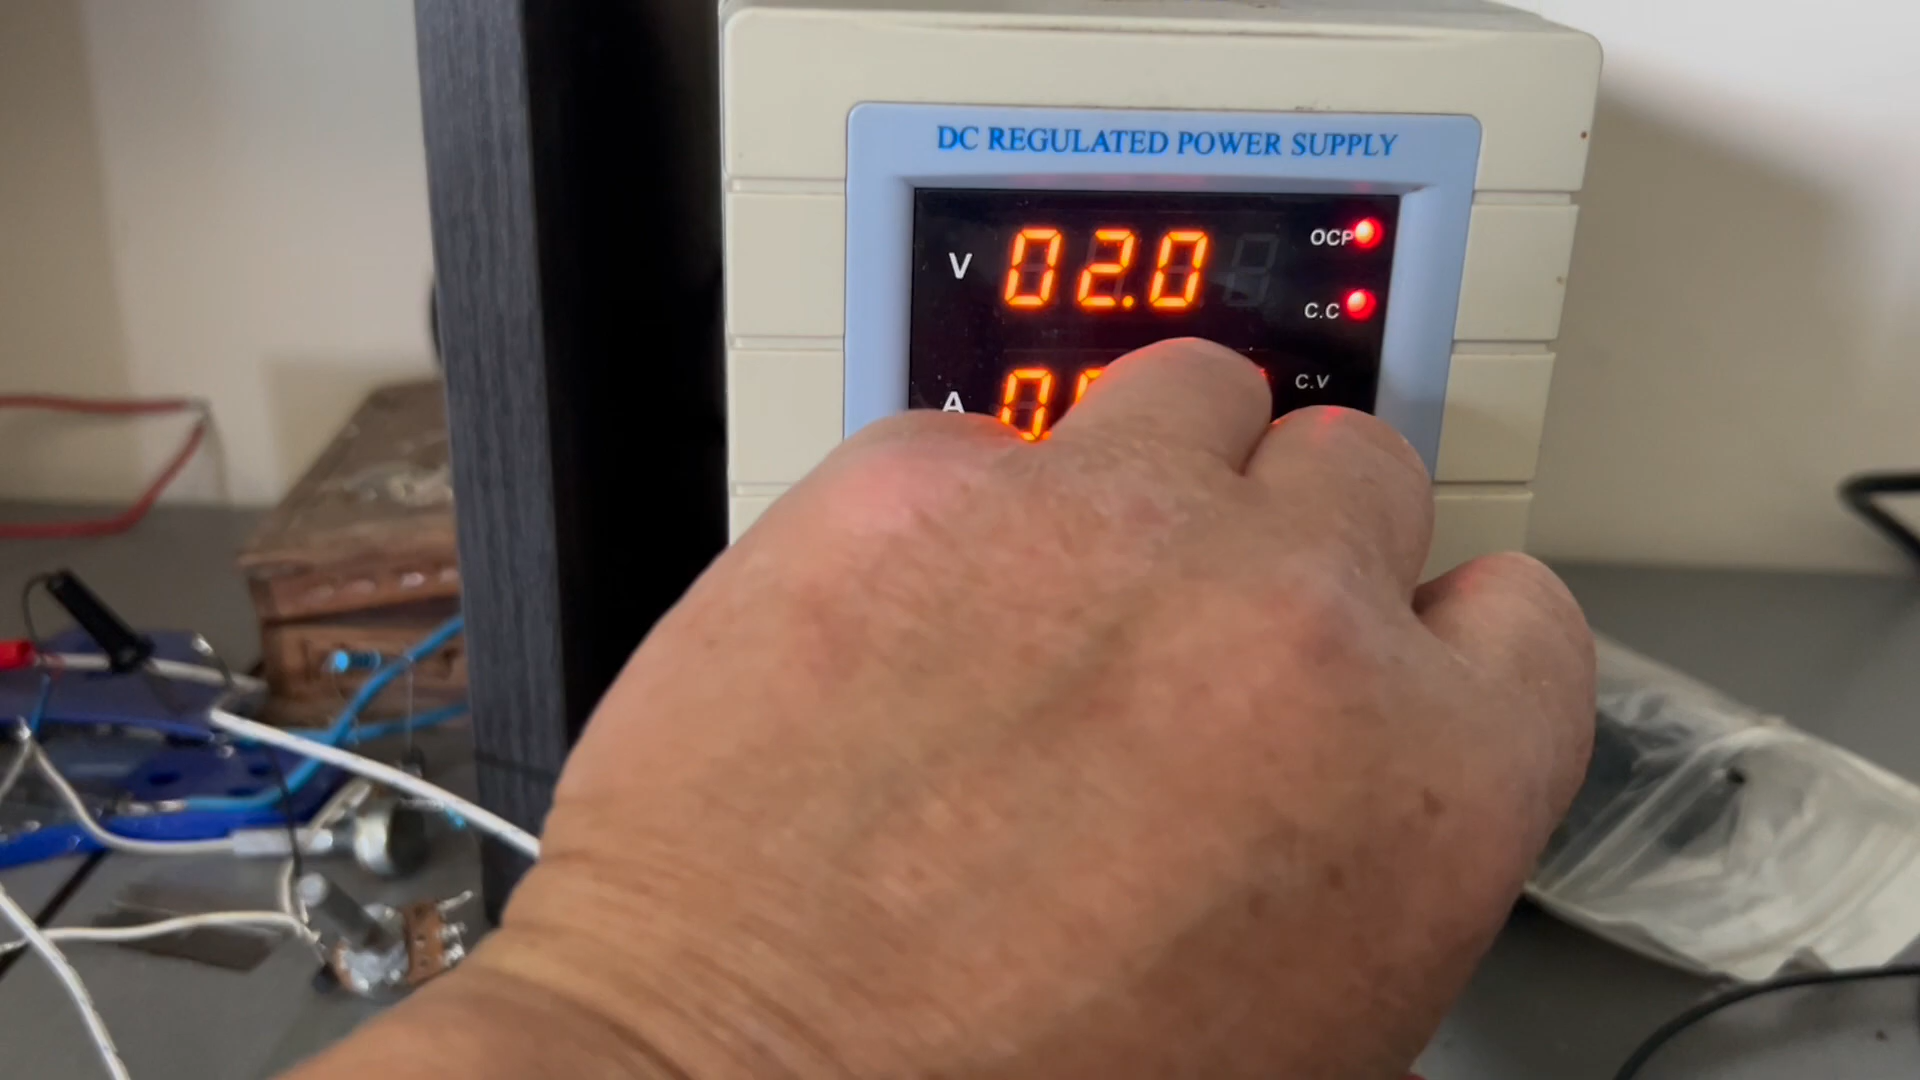 DC REGULATED POWER SUPPLY
V 02.0 OCP
C.C
A C.V